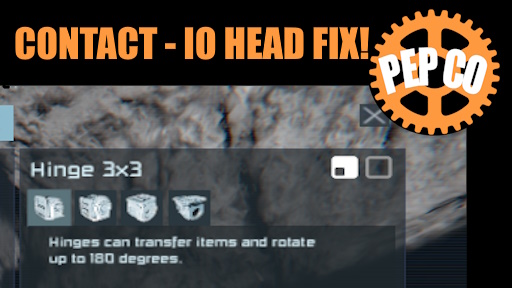 CONTACT - IO HEAD FIX!
PEP CO
Hinge 3x3
Hinges can transfer items and rotate
up to 180 degrees.